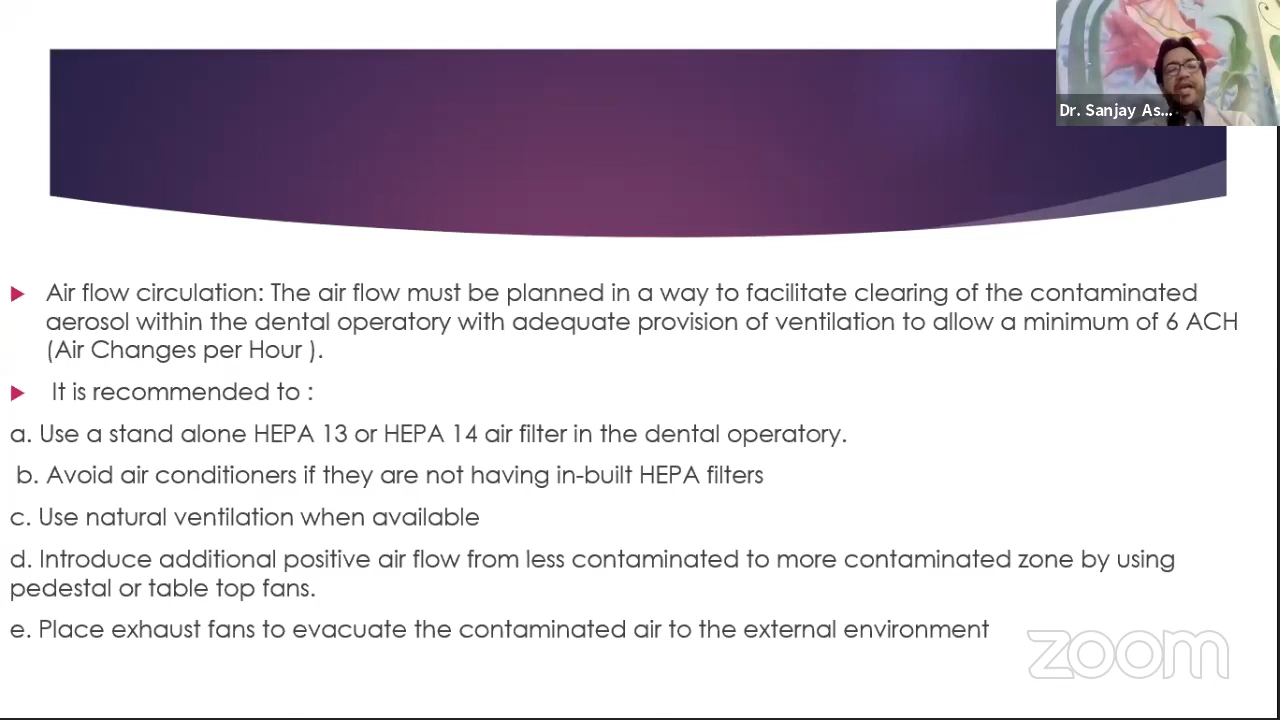 Dr. Sanjay As...
Air flow circulation: The air flow must be planned in a way to facilitate clearing of the contaminated
aerosol within the dental operatory with adequate provision of ventilation to allow a minimum of 6 ACH
(Air Changes per Hour ).
It is recommended to :
a. Use a stand alone HEPA 13 or HEPA 14 air filter in the dental operatory.
b. Avoid air conditioners if they are not having in-built HEPA filters
c. Use natural ventilation when available
d. Introduce additional positive air flow from less contaminated to more contaminated zone by using
pedestal or table top fans.
e. Place exhaust fans to evacuate the contaminated air to the external environment
zoom